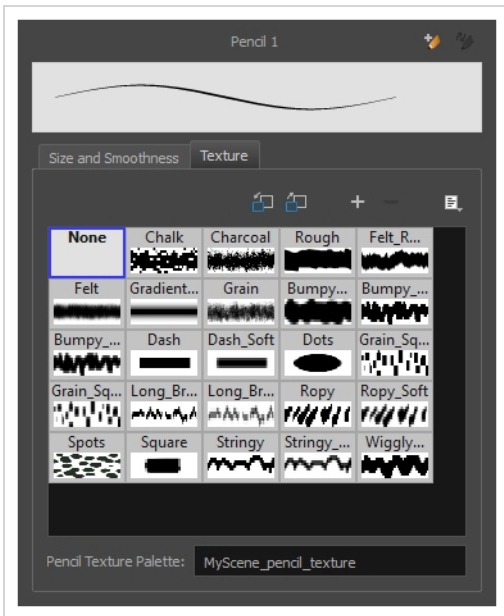 Pencil 1
Size and Smoothness Texture
None Chalk Charcoal Rough Felt_R...
Felt Gradient... Grain Bumpy... Bumpy_...
Bumpy_... Dash Dash_Soft Dots Grain_Sq...
Grain_Sq... Long_Br... Long_Br... Ropy Ropy_Soft
Spots Square Stringy Stringy_... Wiggly...
Pencil Texture Palette: MyScene_pencil_texture